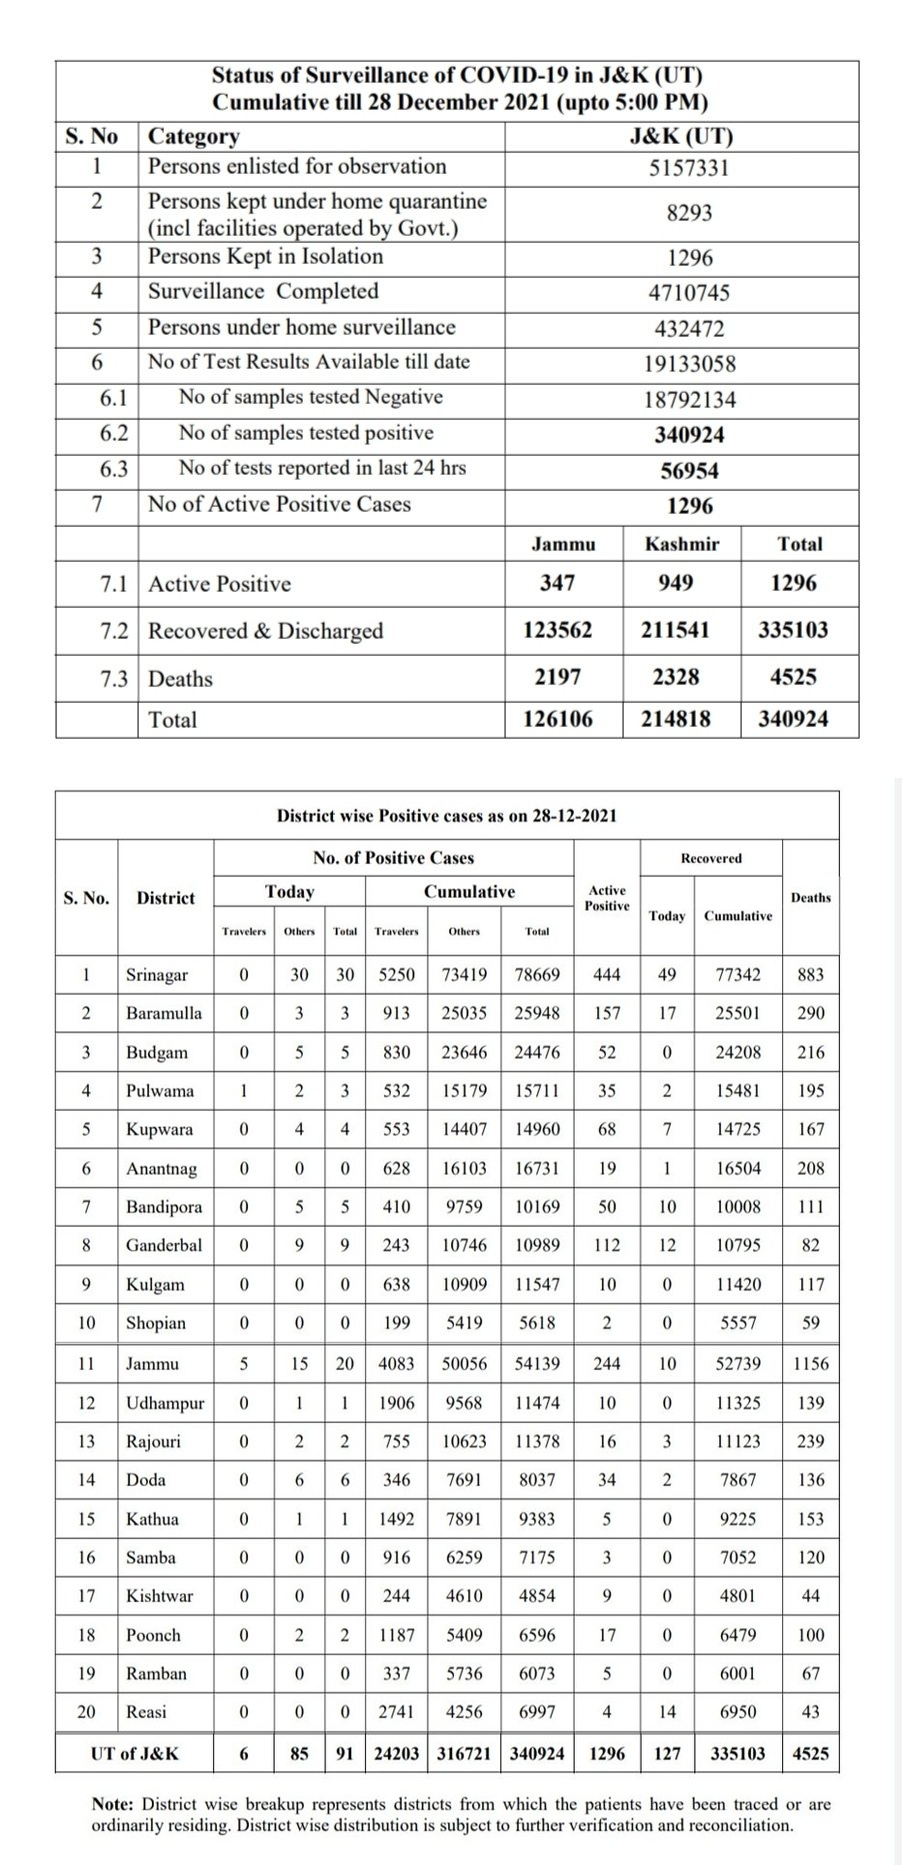 Status of Surveillance of COVID-19 in J&K (UT)
Cumulative till 28 December 2021 (upto 5:00 PM)
S. No Category J&K (UT)
1 Persons enlisted for observation 5157331
2 Persons kept under home quarantine
(incl facilities operated by Govt.) 8293
3 Persons Kept in Isolation 1296
4 Surveillance Completed 4710745
5 Persons under home surveillance 432472
6 No of Test Results Available till date 19133058
6.1 No of samples tested Negative 18792134
6.2 No of samples tested positive 340924
6.3 No of tests reported in last 24 hrs 56954
7 No of Active Positive Cases 1296
Jammu Kashmir Total
7.1 Active Positive 347 949 1296
7.2 Recovered & Discharged 123562 211541 335103
7.3 Deaths 2197 2328 4525
Total 126106 214818 340924
District wise Positive cases as on 28-12-2021
No. of Positive Cases Recovered
S. No. District Today Cumulative Active
Positive Deaths
Today Cumulative
Travelers Others Total Travelers Others Total
1 Srinagar 0 30 30 5250 73419 78669 444 49 77342 883
2 Baramulla 0 3 3 913 25035 25948 157 17 25501 290
3 Budgam 0 5 5 830 23646 24476 52 0 24208 216
4 Pulwama 1 2 3 532 15179 15711 35 2 15481 195
5 Kupwara 0 4 4 553 14407 14960 68 7 14725 167
6 Anantnag 0 0 0 628 16103 16731 19 1 16504 208
7 Bandipora 0 5 5 410 9759 10169 50 10 10008 111
8 Ganderbal 0 9 9 243 10746 10989 112 12 10795 82
9 Kulgam 0 0 0 638 10909 11547 10 0 11420 117
10 Shopian 0 0 0 199 5419 5618 2 0 5557 59
11 Jammu 5 15 20 4083 50056 54139 244 10 52739 1156
12 Udhampur 0 1 1 1906 9568 11474 10 0 11325 139
13 Rajouri 0 2 2 755 10623 11378 16 3 11123 239
14 Doda 0 6 6 346 7691 8037 34 2 7867 136
15 Kathua 0 1 1 1492 7891 9383 5 0 9225 153
16 Samba 0 0 0 916 6259 7175 3 0 7052 120
17 Kishtwar 0 0 0 244 4610 4854 9 0 4801 44
18 Poonch 0 2 2 1187 5409 6596 17 0 6479 100
19 Ramban 0 0 0 337 5736 6073 5 0 6001 67
20 Reasi 0 0 0 2741 4256 6997 4 14 6950 43
UT of J&K 6 85 91 24203 316721 340924 1296 127 335103 4525
Note: District wise breakup represents districts from which the patients have been traced or are
ordinarily residing. District wise distribution is subject to further verification and reconciliation.